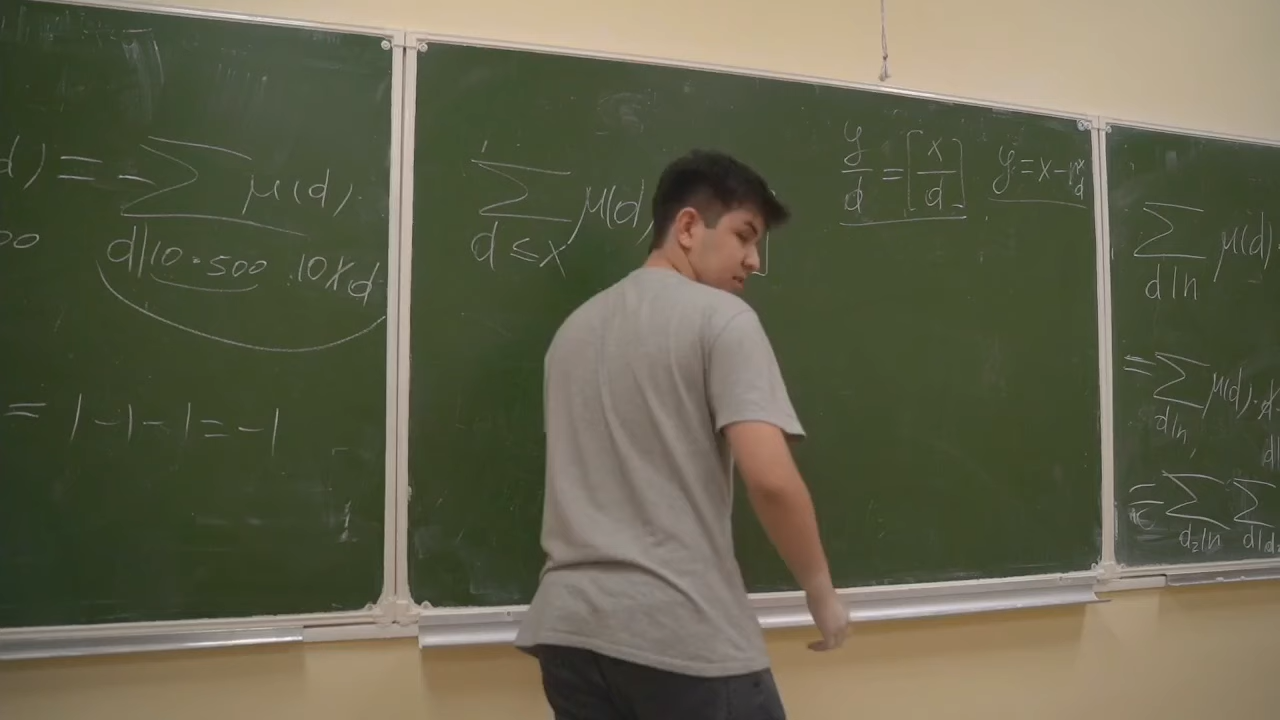 d) = - ∑ μ(d).
d|10·500 10∤d
00
= 1-1-1=-1
∑ μ(d
d ≤ x
]
y/d = [x/d] y = x - r
∑ μ(d)
d|n
= ∑ μ(d).
d|n
= ∑ ∑
d₂|n d|d₂